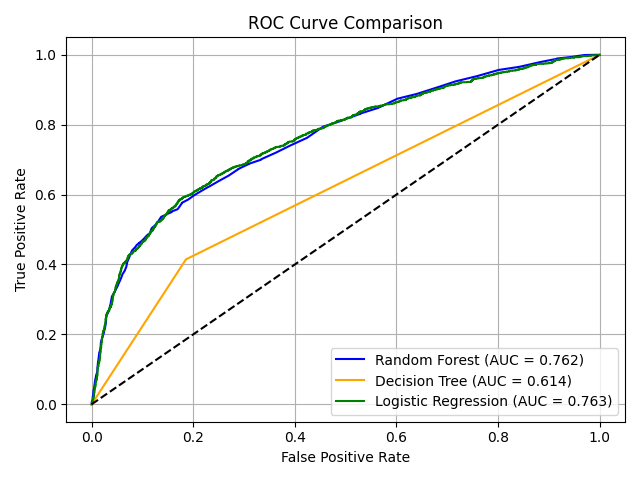 ROC Curve Comparison
True Positive Rate
1.0
0.8
0.6
0.4
0.2
0.0
0.0 0.2 0.4 0.6 0.8 1.0
False Positive Rate
Random Forest (AUC = 0.762)
Decision Tree (AUC = 0.614)
Logistic Regression (AUC = 0.763)